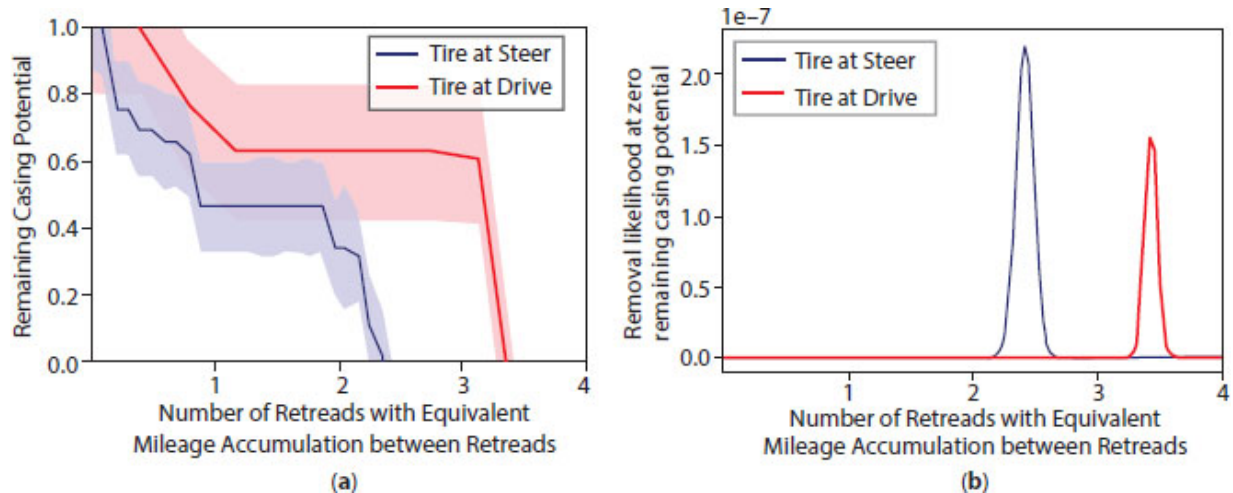 1.0
0.8
0.6
0.4
0.2
0.0
Remaining Casing Potential
Tire at Steer
Tire at Drive
1
2
3
4
Number of Retreads with Equivalent
Mileage Accumulation between Retreads
(a)
1e−7
2.0
1.5
1.0
0.5
0.0
Removal likelihood at zero
remaining casing potential
Tire at Steer
Tire at Drive
1
2
3
4
Number of Retreads with Equivalent
Mileage Accumulation between Retreads
(b)